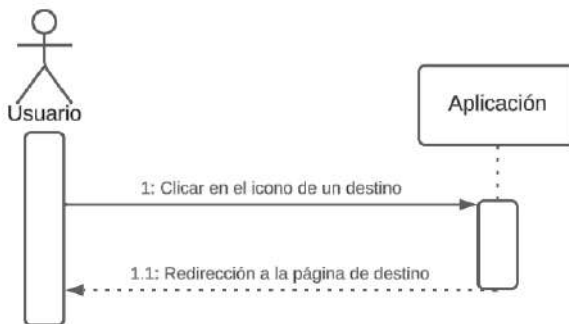 Usuario
Aplicación
1: Clicar en el icono de un destino
1.1: Redirección a la página de destino